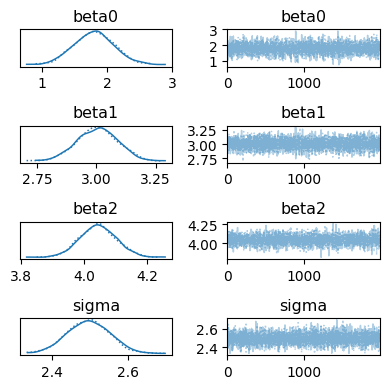 beta0 beta0
3
2
1
1 2 3 0 1000
beta1 beta1
3.25
3.00
2.75
2.75 3.00 3.25 0 1000
beta2 beta2
4.25
4.00
3.8 4.0 4.2 0 1000
sigma sigma
2.6
2.4
2.4 2.6 0 1000